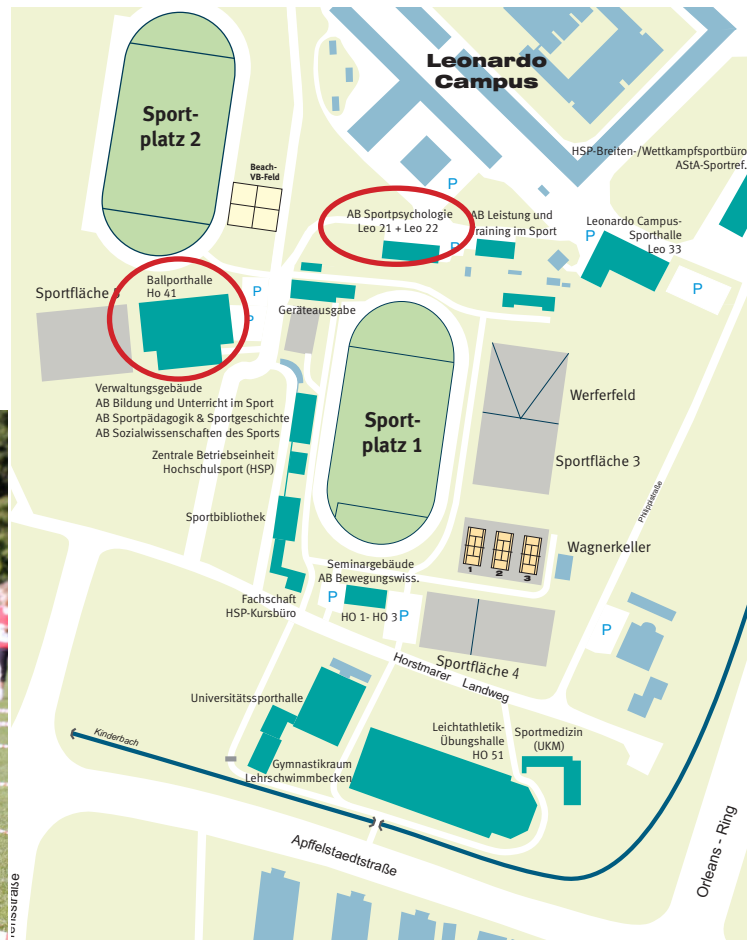 Leonardo
Campus
Sport-
platz 2
Beach-
VB-Feld
HSP-Breiten-/Wettkampfsportbüro
AStA-Sportref.
P
AB Sportpsychologie
Leo 21 + Leo 22
AB Leistung und
Training im Sport
P
Leonardo Campus-
Sporthalle
Leo 33
P
P
Ballporthalle
Ho 41
Sportfläche 5
P
P
Geräteausgabe
Verwaltungsgebäude
AB Bildung und Unterricht im Sport
AB Sportpädagogik & Sportgeschichte
AB Sozialwissenschaften des Sports
Sport-
platz 1
Werferfeld
Zentrale Betriebseinheit
Hochschulsport (HSP)
Sportfläche 3
Philippistraße
Sportbibliothek
Wagnerkeller
1 2 3
Seminargebäude
AB Bewegungswiss.
Fachschaft
HSP-Kursbüro
P
HO 1- HO 3
P
P
Sportfläche 4
Horstmarer Landweg
Universitätssporthalle
Kinderbach
Leichtathletik-
Übungshalle
HO 51
Sportmedizin
(UKM)
Gymnastikraum
Lehrschwimmbecken
Apffelstaedtstraße
Orleans - Ring